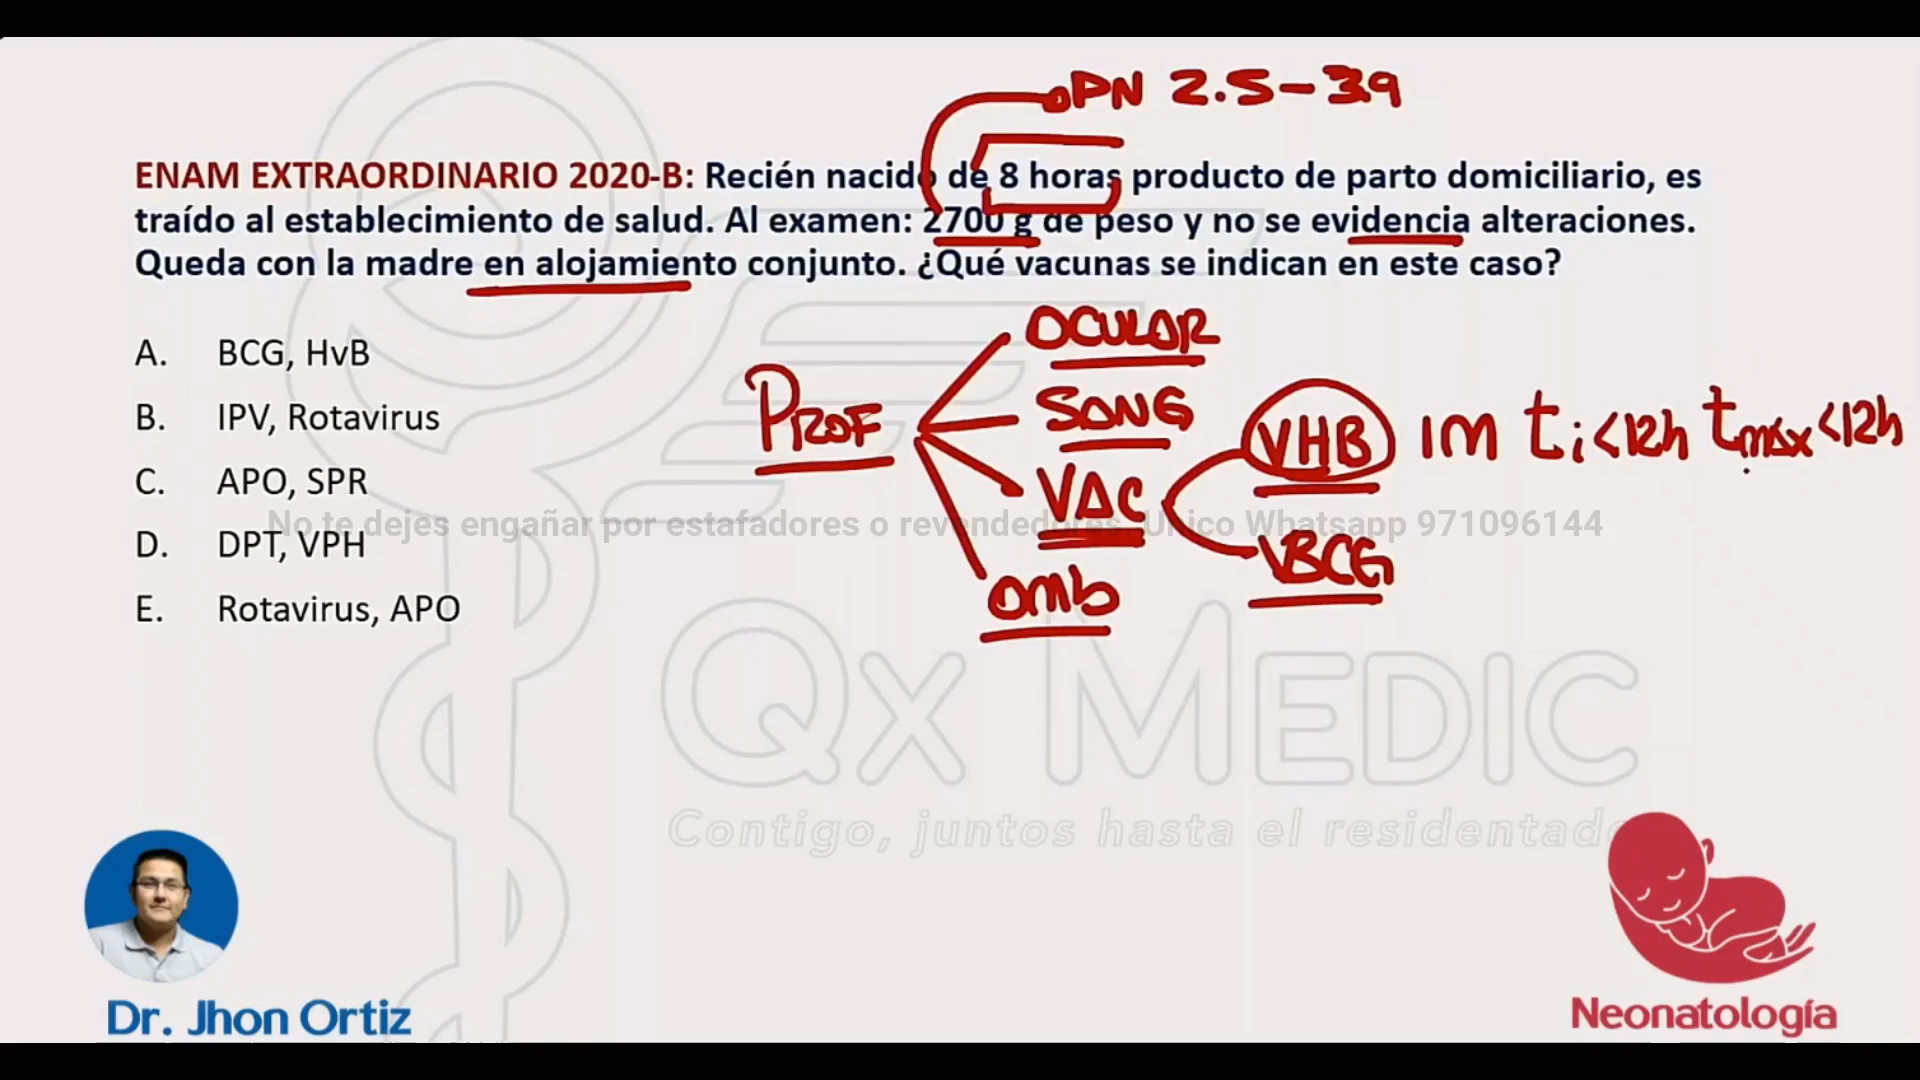 PN 2.5-3.9
ENAM EXTRAORDINARIO 2020-B: Recién nacido de 8 horas producto de parto domiciliario, es
traído al establecimiento de salud. Al examen: 2700 g de peso y no se evidencia alteraciones.
Queda con la madre en alojamiento conjunto. ¿Qué vacunas se indican en este caso?
A. BCG, HvB
B. IPV, Rotavirus
C. APO, SPR
D. DPT, VPH
E. Rotavirus, APO
PROF
OCULAR
SANG
VAC
omb
VHB IM ti<12h tmáx<12h
VBCG
No te dejes engañar por estafadores o revendedores. Único Whatsapp 971096144
QX MEDIC
Contigo, juntos hasta el residentado
Dr. Jhon Ortiz
Neonatología